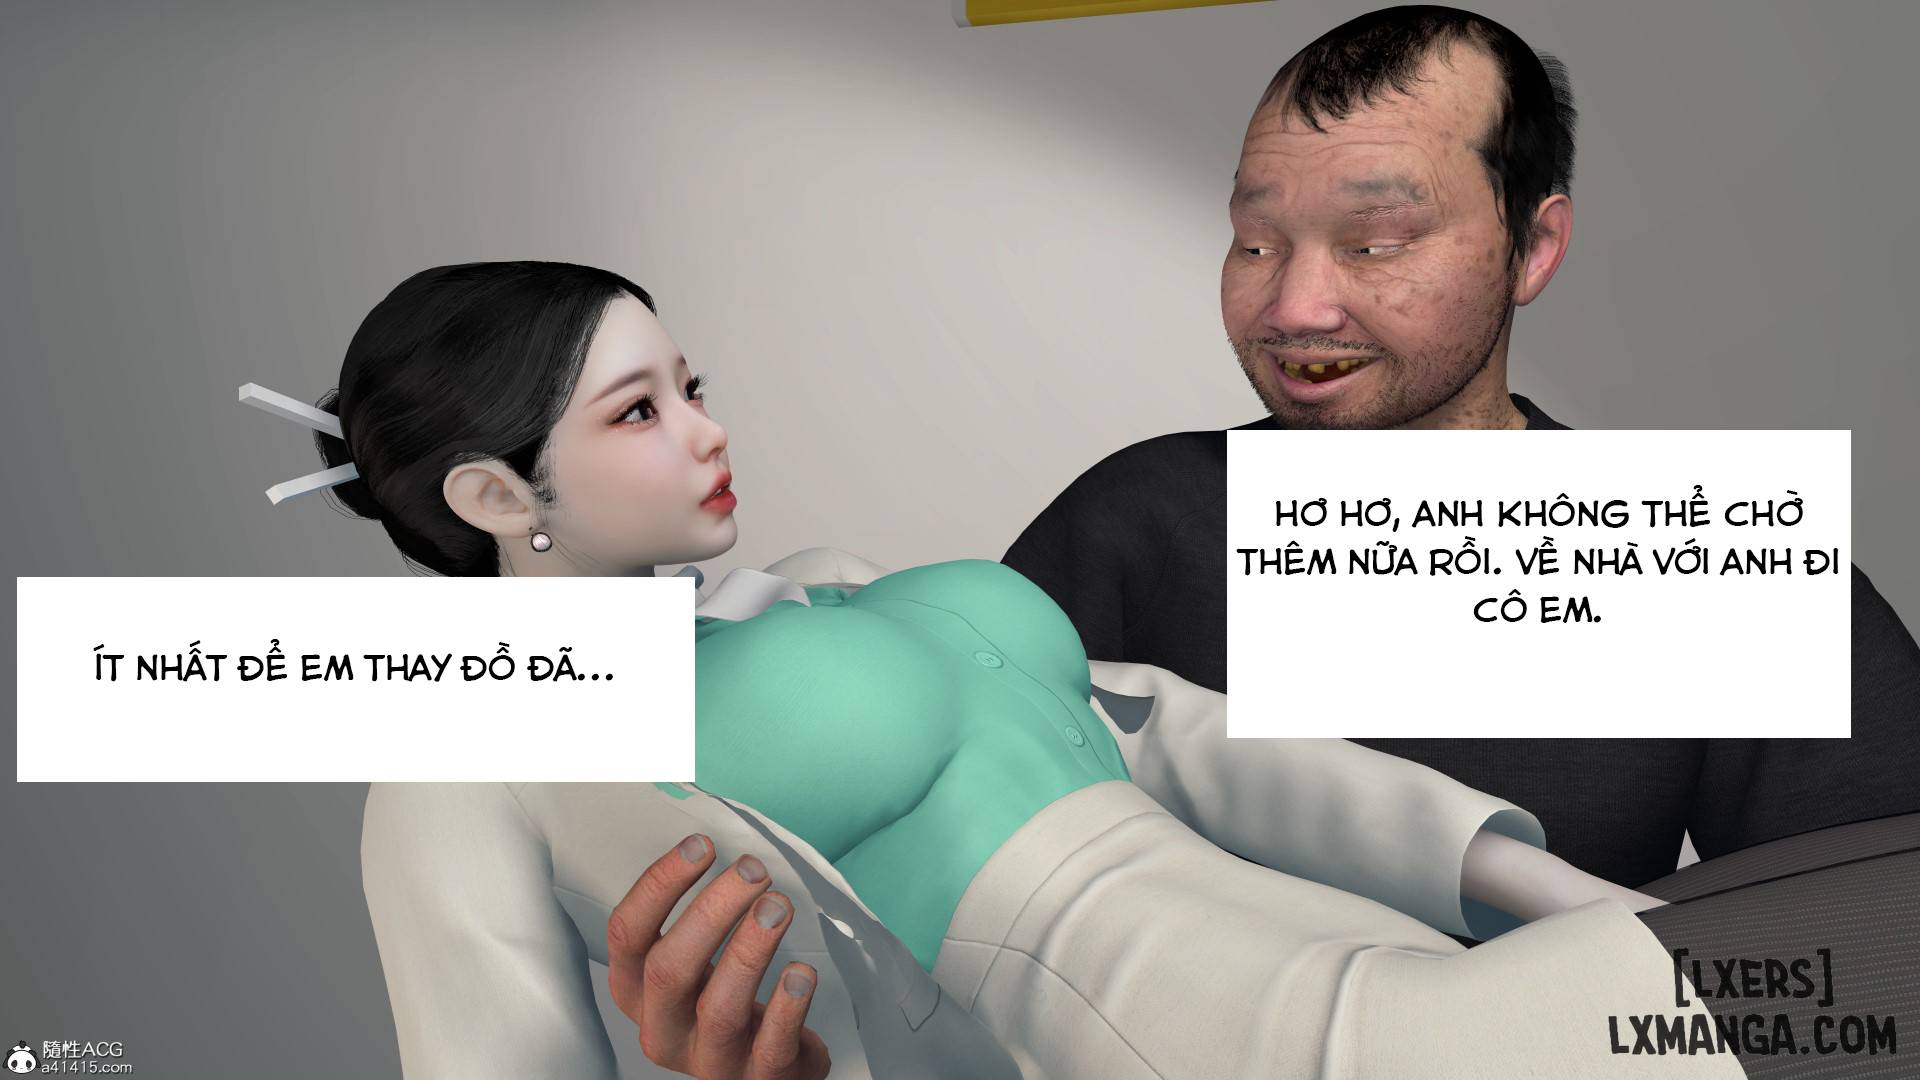 HƠ HƠ, ANH KHÔNG THỂ CHỜ
THÊM NỮA RỒI. VỀ NHÀ VỚI ANH ĐI
CÔ EM.
ÍT NHẤT ĐỂ EM THAY ĐỒ ĐÃ...
[LXERS]
LXMANGA.COM
隨性ACG
a41415.com